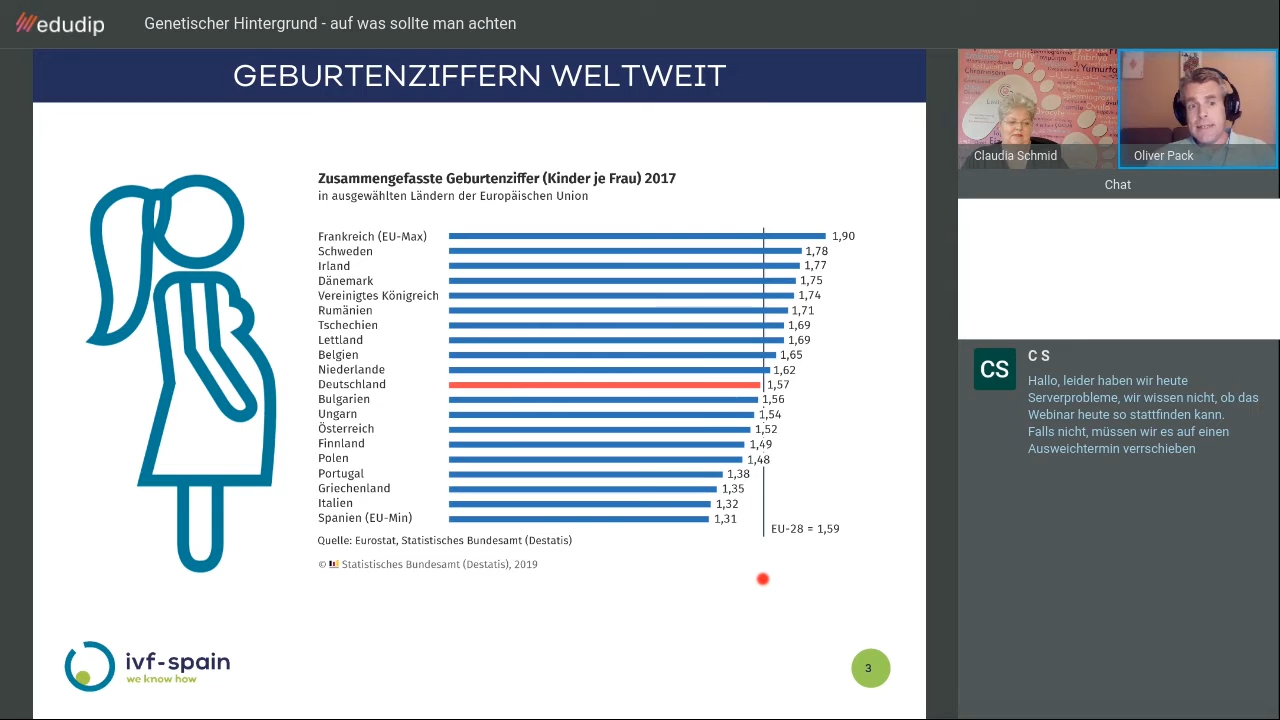 edudip
Genetischer Hintergrund - auf was sollte man achten
GEBURTENZIFFERN WELTWEIT
Zusammengefasste Geburtenziffer (Kinder je Frau) 2017
in ausgewählten Ländern der Europäischen Union
Frankreich (EU-Max) 1,90
Schweden 1,78
Irland 1,77
Dänemark 1,75
Vereinigtes Königreich 1,74
Rumänien 1,71
Tschechien 1,69
Lettland 1,69
Belgien 1,65
Niederlande 1,62
Deutschland 1,57
Bulgarien 1,56
Ungarn 1,54
Österreich 1,52
Finnland 1,49
Polen 1,48
Portugal 1,38
Griechenland 1,35
Italien 1,32
Spanien (EU-Min) 1,31
EU-28 = 1,59
Quelle: Eurostat, Statistisches Bundesamt (Destatis)
© Statistisches Bundesamt (Destatis), 2019
ivf-spain
we know how
3
Yumurta
Claudia Schmid
Oliver Pack
Chat
CS
C S
Hallo, leider haben wir heute
Serverprobleme, wir wissen nicht, ob das
Webinar heute so stattfinden kann.
Falls nicht, müssen wir es auf einen
Ausweichtermin verrschieben